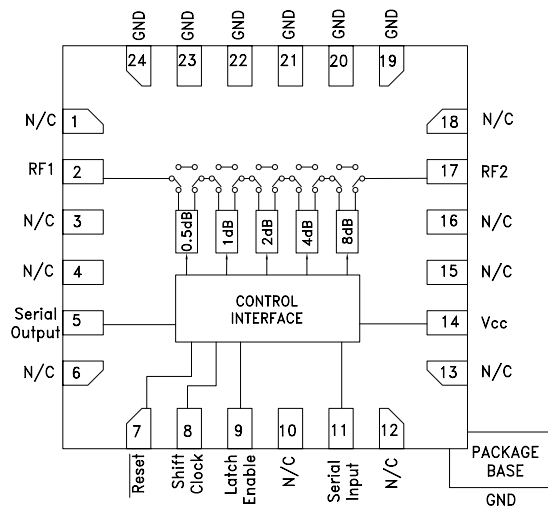 GND
GND
GND
GND
GND
GND
24
23
22
21
20
19
N/C
1
18
N/C
RF1
2
17
RF2
N/C
3
0.5dB
1dB
2dB
4dB
8dB
16
N/C
N/C
4
15
N/C
Serial
Output
5
CONTROL
INTERFACE
14
Vcc
N/C
6
13
N/C
7
8
9
10
11
12
Reset
Shift
Clock
Latch
Enable
N/C
Serial
Input
N/C
PACKAGE
BASE
GND